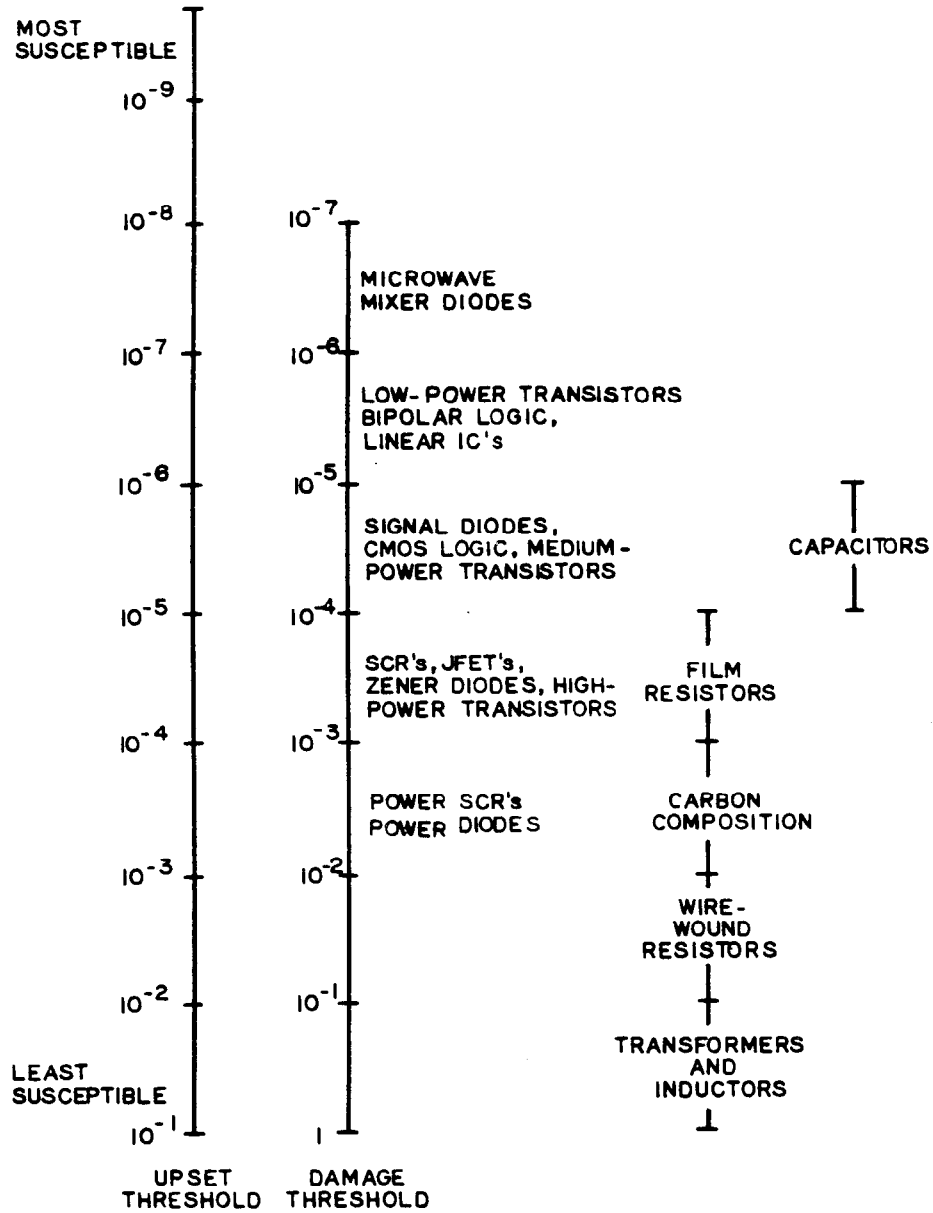 MOST
SUSCEPTIBLE
10⁻⁹
10⁻⁸
10⁻⁷
10⁻⁶
10⁻⁵
10⁻⁴
10⁻³
10⁻²
LEAST
SUSCEPTIBLE
10⁻¹
UPSET
THRESHOLD
10⁻⁷
MICROWAVE
MIXER DIODES
10⁻⁶
LOW-POWER TRANSISTORS
BIPOLAR LOGIC,
LINEAR IC's
10⁻⁵
SIGNAL DIODES,
CMOS LOGIC, MEDIUM-
POWER TRANSISTORS
10⁻⁴
SCR's, JFET's,
ZENER DIODES, HIGH-
POWER TRANSISTORS
10⁻³
POWER SCR's
POWER DIODES
10⁻²
10⁻¹
1
DAMAGE
THRESHOLD
CAPACITORS
FILM
RESISTORS
CARBON
COMPOSITION
WIRE-
WOUND
RESISTORS
TRANSFORMERS
AND
INDUCTORS